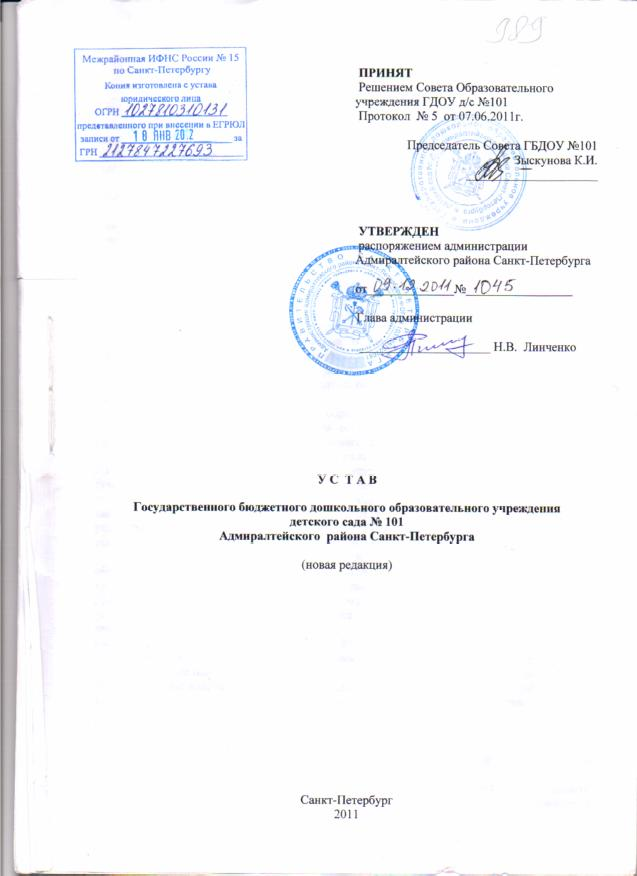 989
Межрайонная ИФНС России № 15
по Санкт-Петербургу
Копия изготовлена с устава
юридического лица
ОГРН 1027810310131
представленного при внесении в ЕГРЮЛ
записи от 18 ЯНВ 20 2 за
ГРН 2127847227693
ПРИНЯТ
Решением Совета Образовательного
учреждения ГДОУ д/с №101
Протокол № 5 от 07.06.2011г.
Председатель Совета ГБДОУ №101
Зыскунова К.И.
УТВЕРЖДЕН
распоряжением администрации
Адмиралтейского района Санкт-Петербурга
от 09.12.2011 № 1045
Глава администрации
Н.В. Линченко
У С Т А В
Государственного бюджетного дошкольного образовательного учреждения
детского сада № 101
Адмиралтейского района Санкт-Петербурга
(новая редакция)
Санкт-Петербург
2011